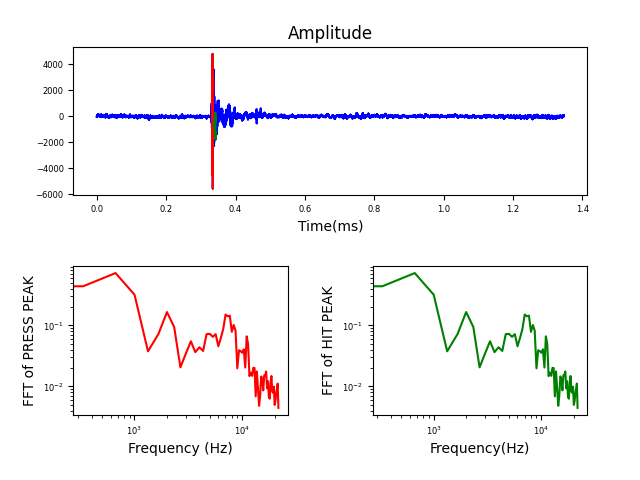 Amplitude
4000
2000
0
−2000
−4000
−6000
0.0 0.2 0.4 0.6 0.8 1.0 1.2 1.4
Time(ms)
FFT of PRESS PEAK
10⁻¹
10⁻²
10³ 10⁴
Frequency (Hz)
FFT of HIT PEAK
10⁻¹
10⁻²
10³ 10⁴
Frequency(Hz)